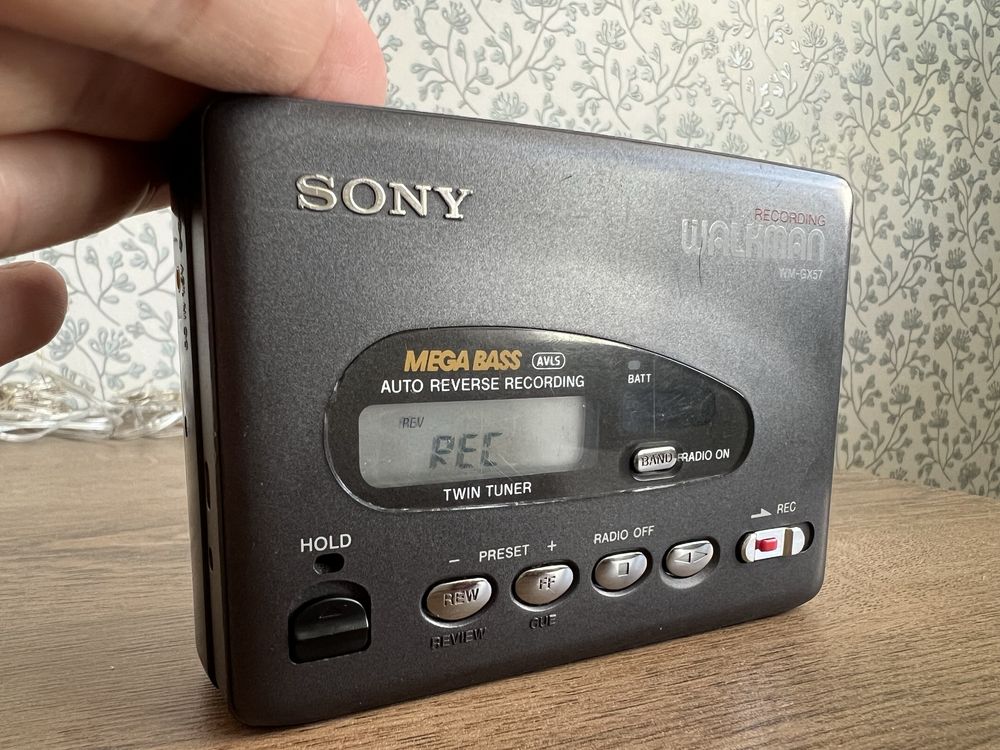 SONY
RECORDING
WALKMAN
WM-GX57
MEGA BASS AVLS
AUTO REVERSE RECORDING
BATT
REV
REC
BAND RADIO ON
TWIN TUNER
HOLD
− PRESET +
RADIO OFF
REC
REW
FF
REVIEW
CUE